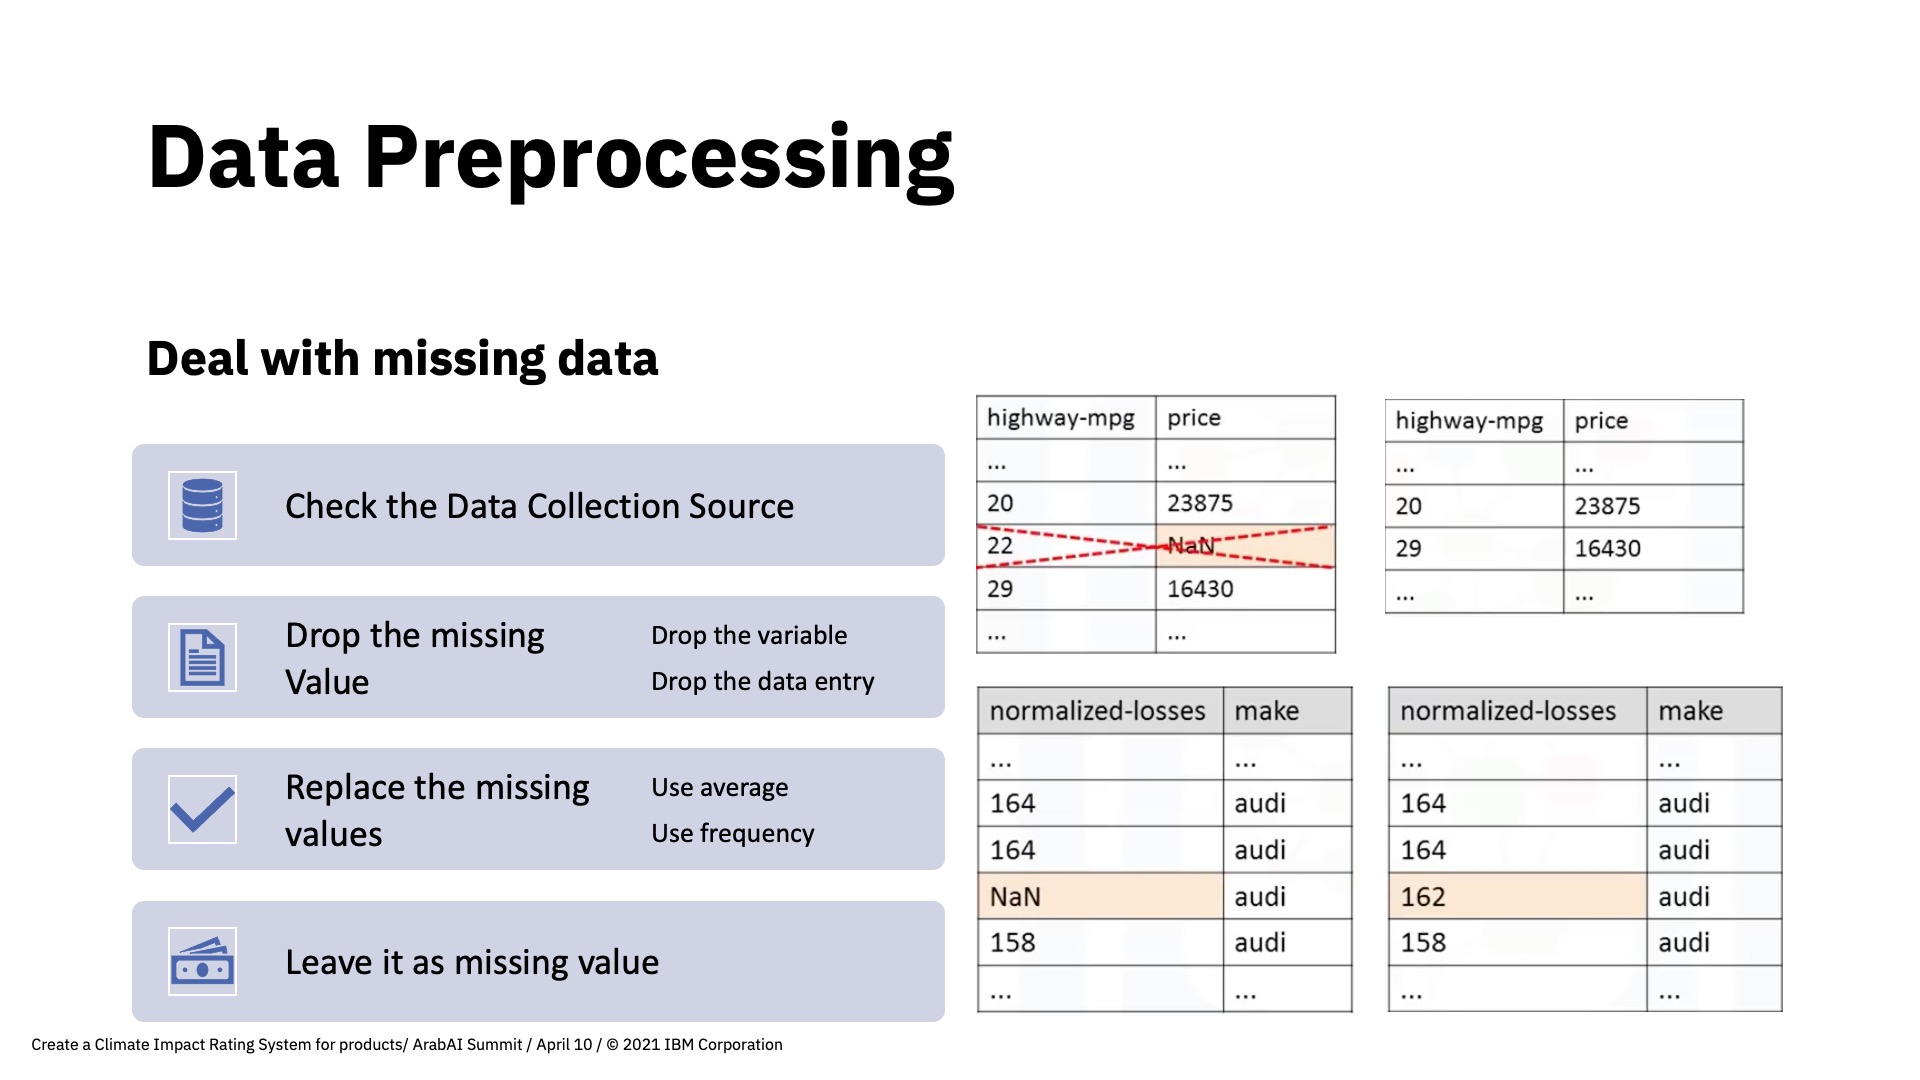 Data Preprocessing
Deal with missing data
Check the Data Collection Source
Drop the missing
Value
Drop the variable
Drop the data entry
Replace the missing
values
Use average
Use frequency
Leave it as missing value
highway-mpg price
... ...
20 23875
22 NaN
29 16430
... ...
highway-mpg price
... ...
20 23875
29 16430
... ...
normalized-losses make
... ...
164 audi
164 audi
NaN audi
158 audi
... ...
normalized-losses make
... ...
164 audi
164 audi
162 audi
158 audi
... ...
Create a Climate Impact Rating System for products/ ArabAI Summit / April 10 / © 2021 IBM Corporation